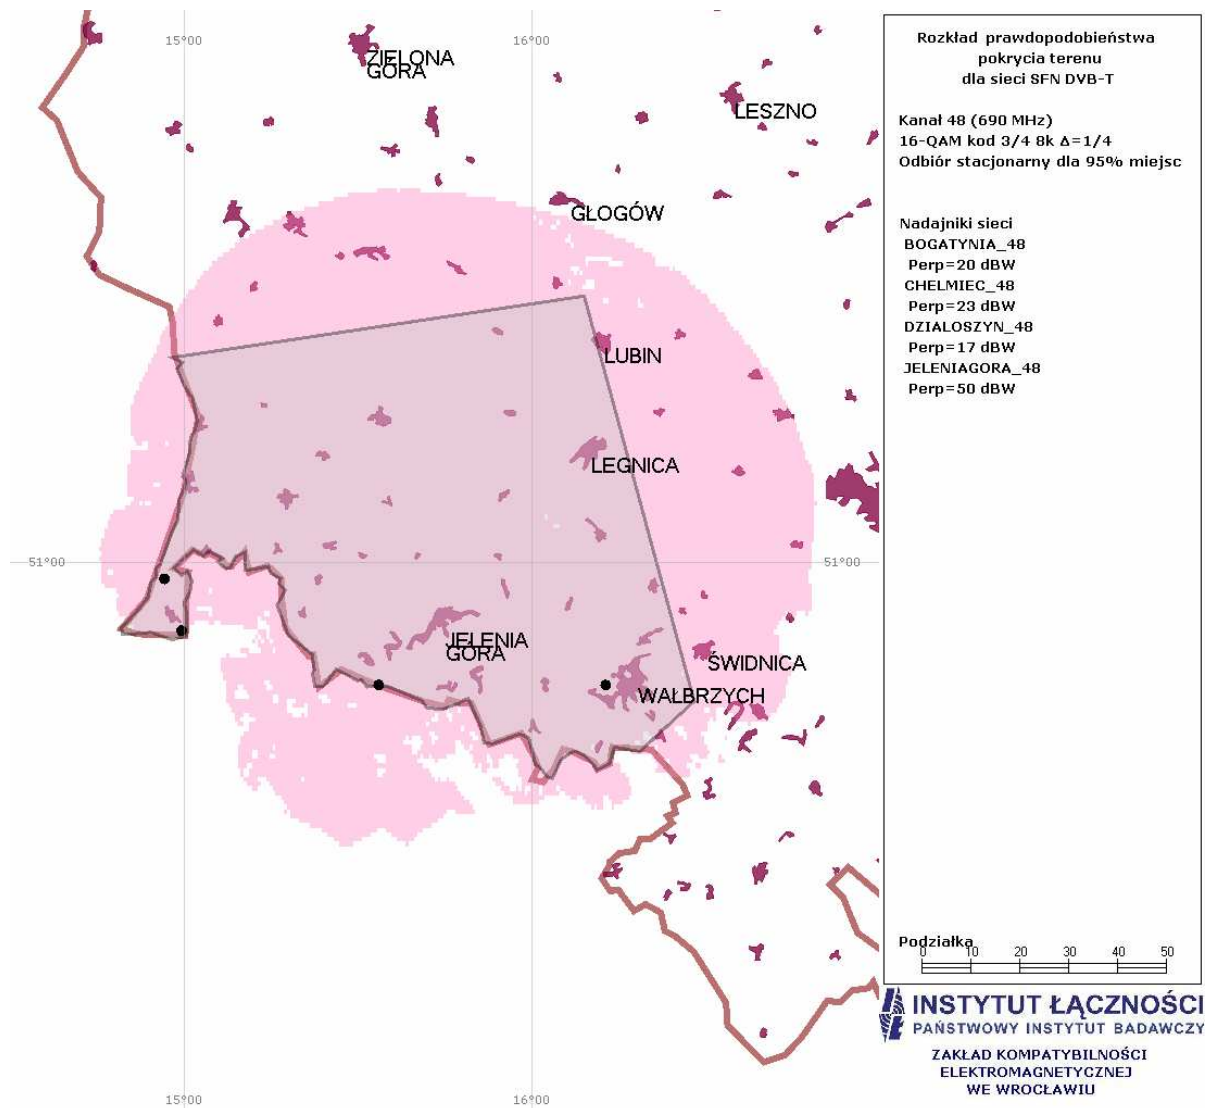 15°00
16°00
ZIELONA
GÓRA
LESZNO
GŁOGÓW
LUBIN
LEGNICA
51°00
51°00
JELENIA
GÓRA
ŚWIDNICA
WAŁBRZYCH
15°00
16°00
Rozkład prawdopodobieństwa
pokrycia terenu
dla sieci SFN DVB-T
Kanał 48 (690 MHz)
16-QAM kod 3/4 8k Δ=1/4
Odbiór stacjonarny dla 95% miejsc
Nadajniki sieci
BOGATYNIA_48
Perp=20 dBW
CHELMIEC_48
Perp=23 dBW
DZIALOSZYN_48
Perp=17 dBW
JELENIAGORA_48
Perp=50 dBW
Podziałka
0 10 20 30 40 50
INSTYTUT ŁĄCZNOŚCI
PAŃSTWOWY INSTYTUT BADAWCZY
ZAKŁAD KOMPATYBILNOŚCI
ELEKTROMAGNETYCZNEJ
WE WROCŁAWIU